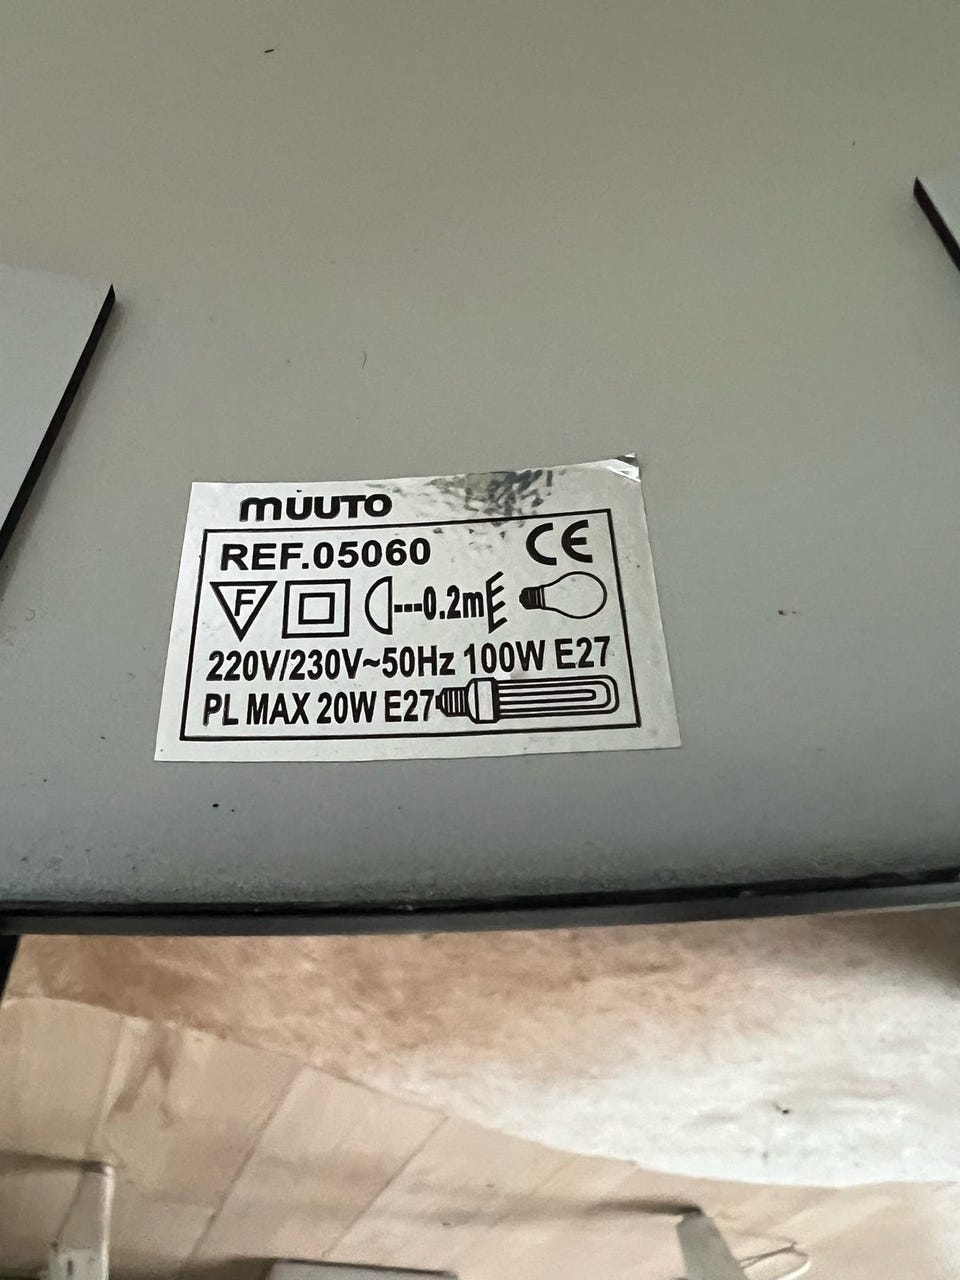 muuto
REF.05060 CE
F 0.2m
220V/230V~50Hz 100W E27
PL MAX 20W E27